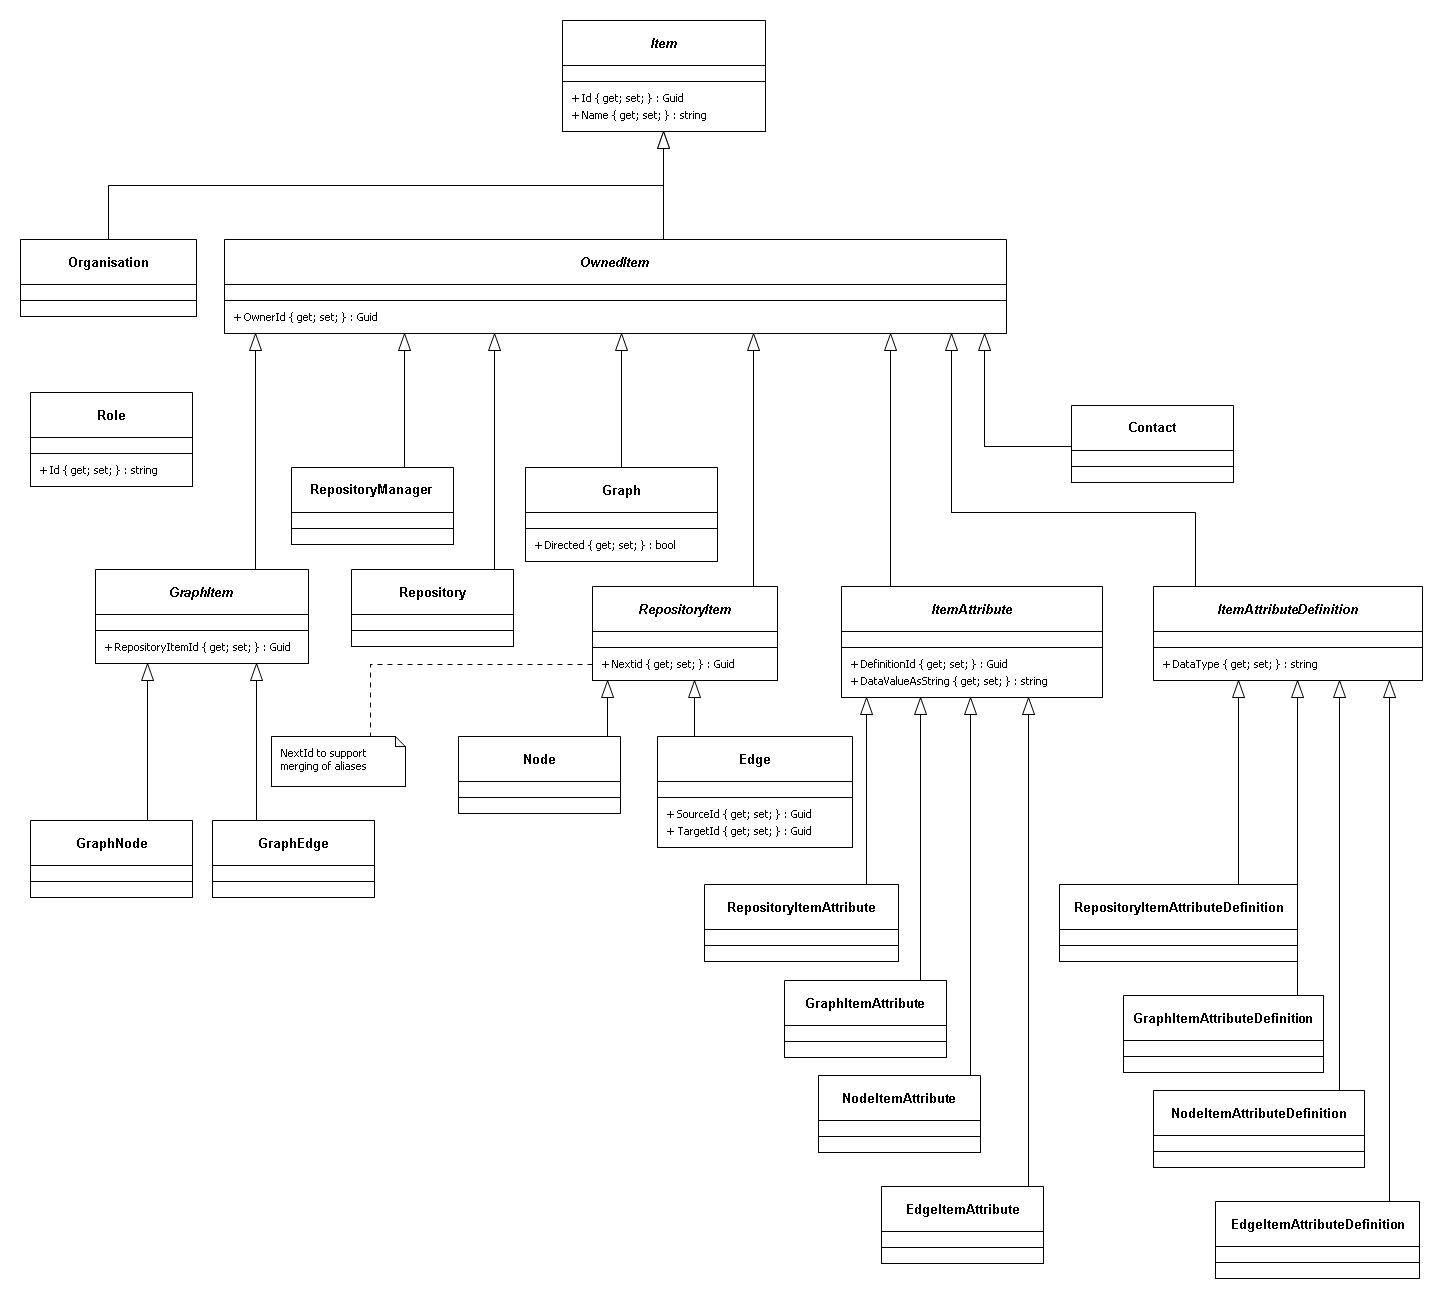 Item
+ Id { get; set; } : Guid
+ Name { get; set; } : string
Organisation
OwnedItem
+ OwnerId { get; set; } : Guid
Role
+ Id { get; set; } : string
Contact
RepositoryManager
Graph
+ Directed { get; set; } : bool
GraphItem
+ RepositoryItemId { get; set; } : Guid
Repository
RepositoryItem
+ Nextid { get; set; } : Guid
ItemAttribute
+ DefinitionId { get; set; } : Guid
+ DataValueAsString { get; set; } : string
ItemAttributeDefinition
+ DataType { get; set; } : string
NextId to support
merging of aliases
Node
Edge
+ SourceId { get; set; } : Guid
+ TargetId { get; set; } : Guid
GraphNode
GraphEdge
RepositoryItemAttribute
RepositoryItemAttributeDefinition
GraphItemAttribute
GraphItemAttributeDefinition
NodeItemAttribute
NodeItemAttributeDefinition
EdgeItemAttribute
EdgeItemAttributeDefinition